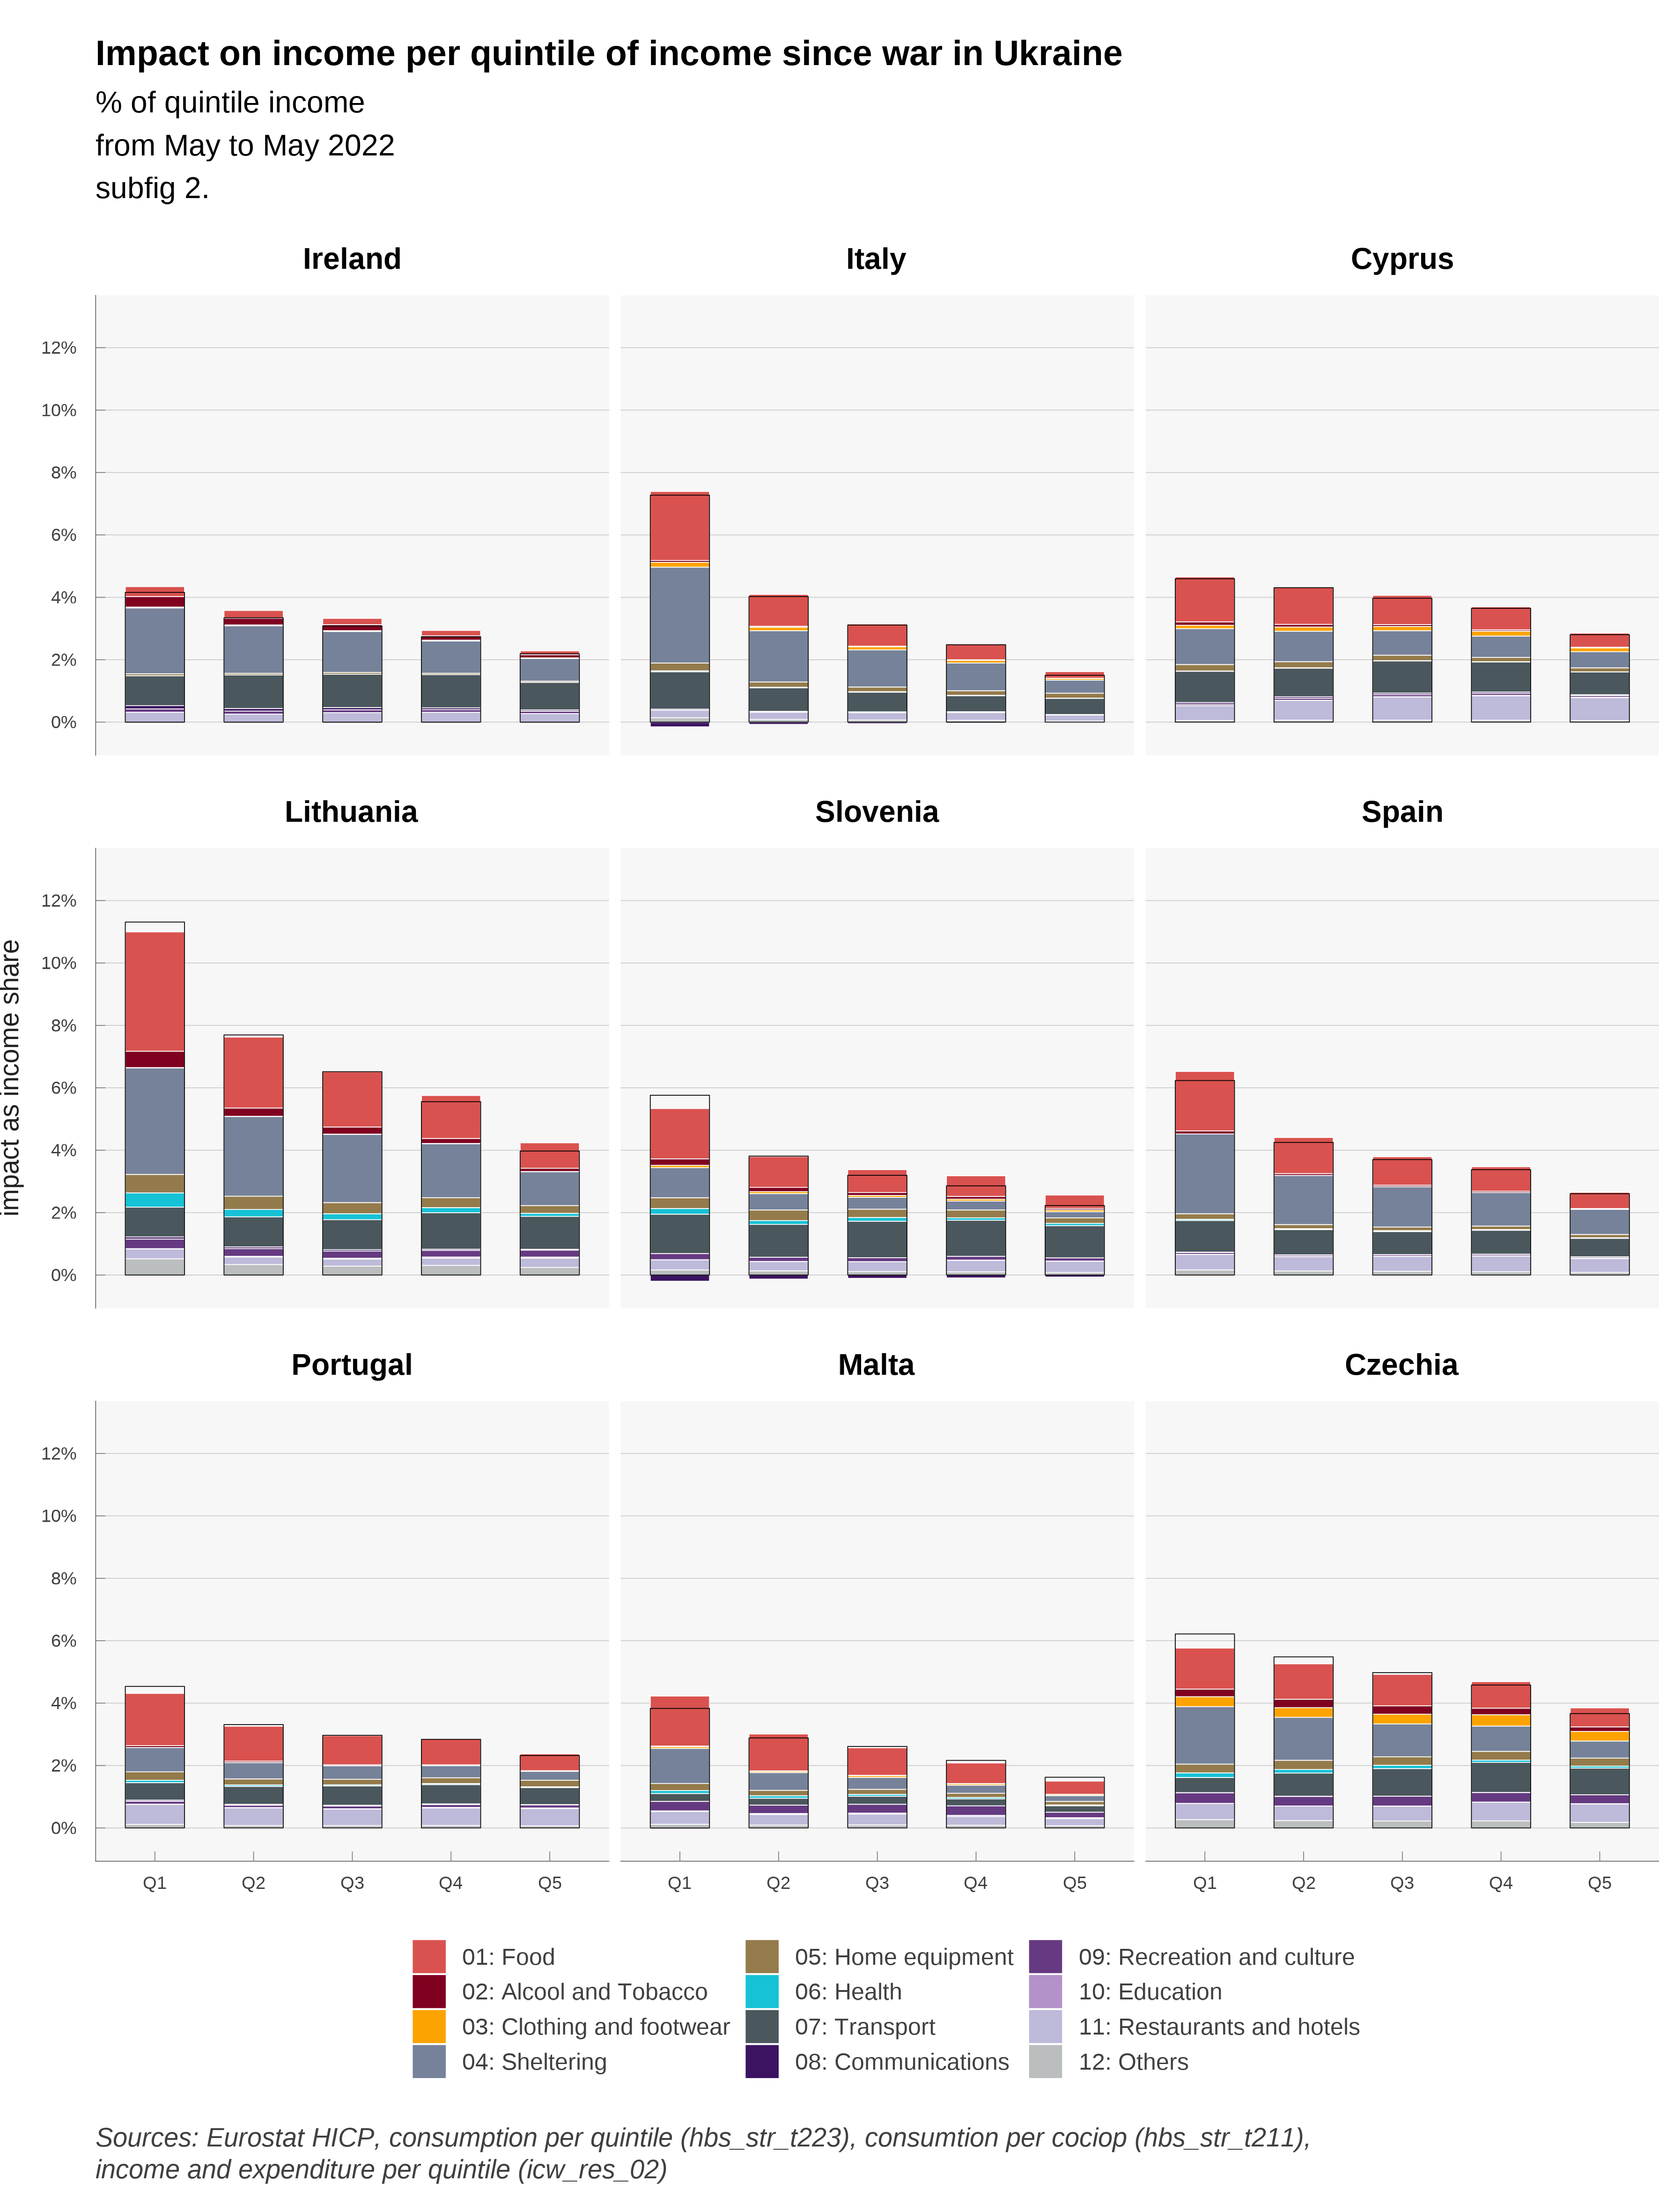 Impact on income per quintile of income since war in Ukraine
% of quintile income
from May to May 2022
subfig 2.
Ireland
Italy
Cyprus
12%
10%
8%
6%
4%
2%
0%
Lithuania
Slovenia
Spain
impact as income share
12%
10%
8%
6%
4%
2%
0%
Portugal
Malta
Czechia
12%
10%
8%
6%
4%
2%
0%
Q1 Q2 Q3 Q4 Q5
Q1 Q2 Q3 Q4 Q5
Q1 Q2 Q3 Q4 Q5
01: Food
02: Alcool and Tobacco
03: Clothing and footwear
04: Sheltering
05: Home equipment
06: Health
07: Transport
08: Communications
09: Recreation and culture
10: Education
11: Restaurants and hotels
12: Others
Sources: Eurostat HICP, consumption per quintile (hbs_str_t223), consumtion per cociop (hbs_str_t211),
income and expenditure per quintile (icw_res_02)